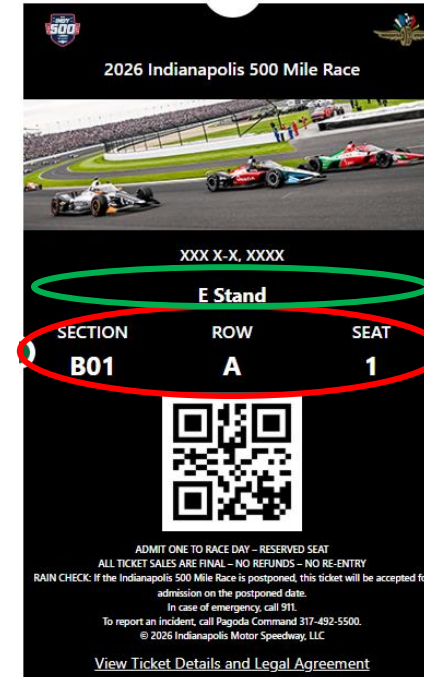 INDY
500
2026 Indianapolis 500 Mile Race
XXX X-X, XXXX
E Stand
SECTION ROW SEAT
B01 A 1
ADMIT ONE TO RACE DAY – RESERVED SEAT
ALL TICKET SALES ARE FINAL – NO REFUNDS – NO RE-ENTRY
RAIN CHECK: If the Indianapolis 500 Mile Race is postponed, this ticket will be accepted fo
admission on the postponed date.
In case of emergency, call 911.
To report an incident, call Pagoda Command 317-492-5500.
© 2026 Indianapolis Motor Speedway, LLC
View Ticket Details and Legal Agreement